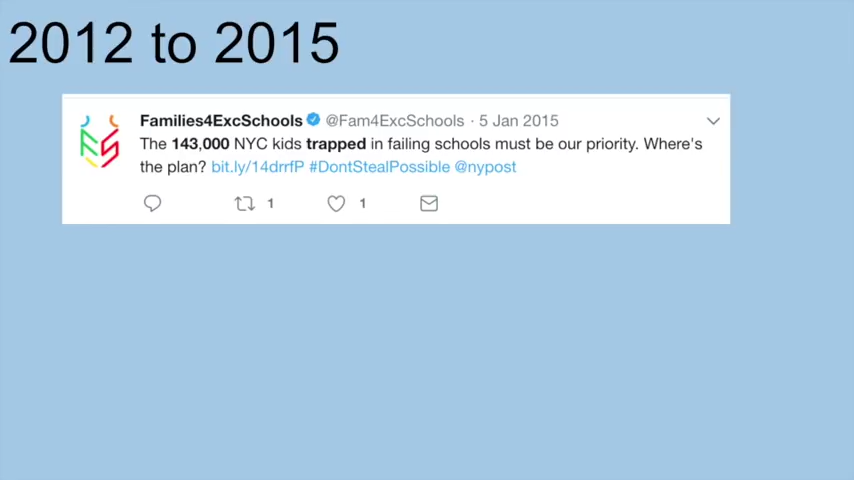 2012 to 2015
Families4ExcSchools @Fam4ExcSchools · 5 Jan 2015
The 143,000 NYC kids trapped in failing schools must be our priority. Where's
the plan? bit.ly/14drrfP #DontStealPossible @nypost
1 1